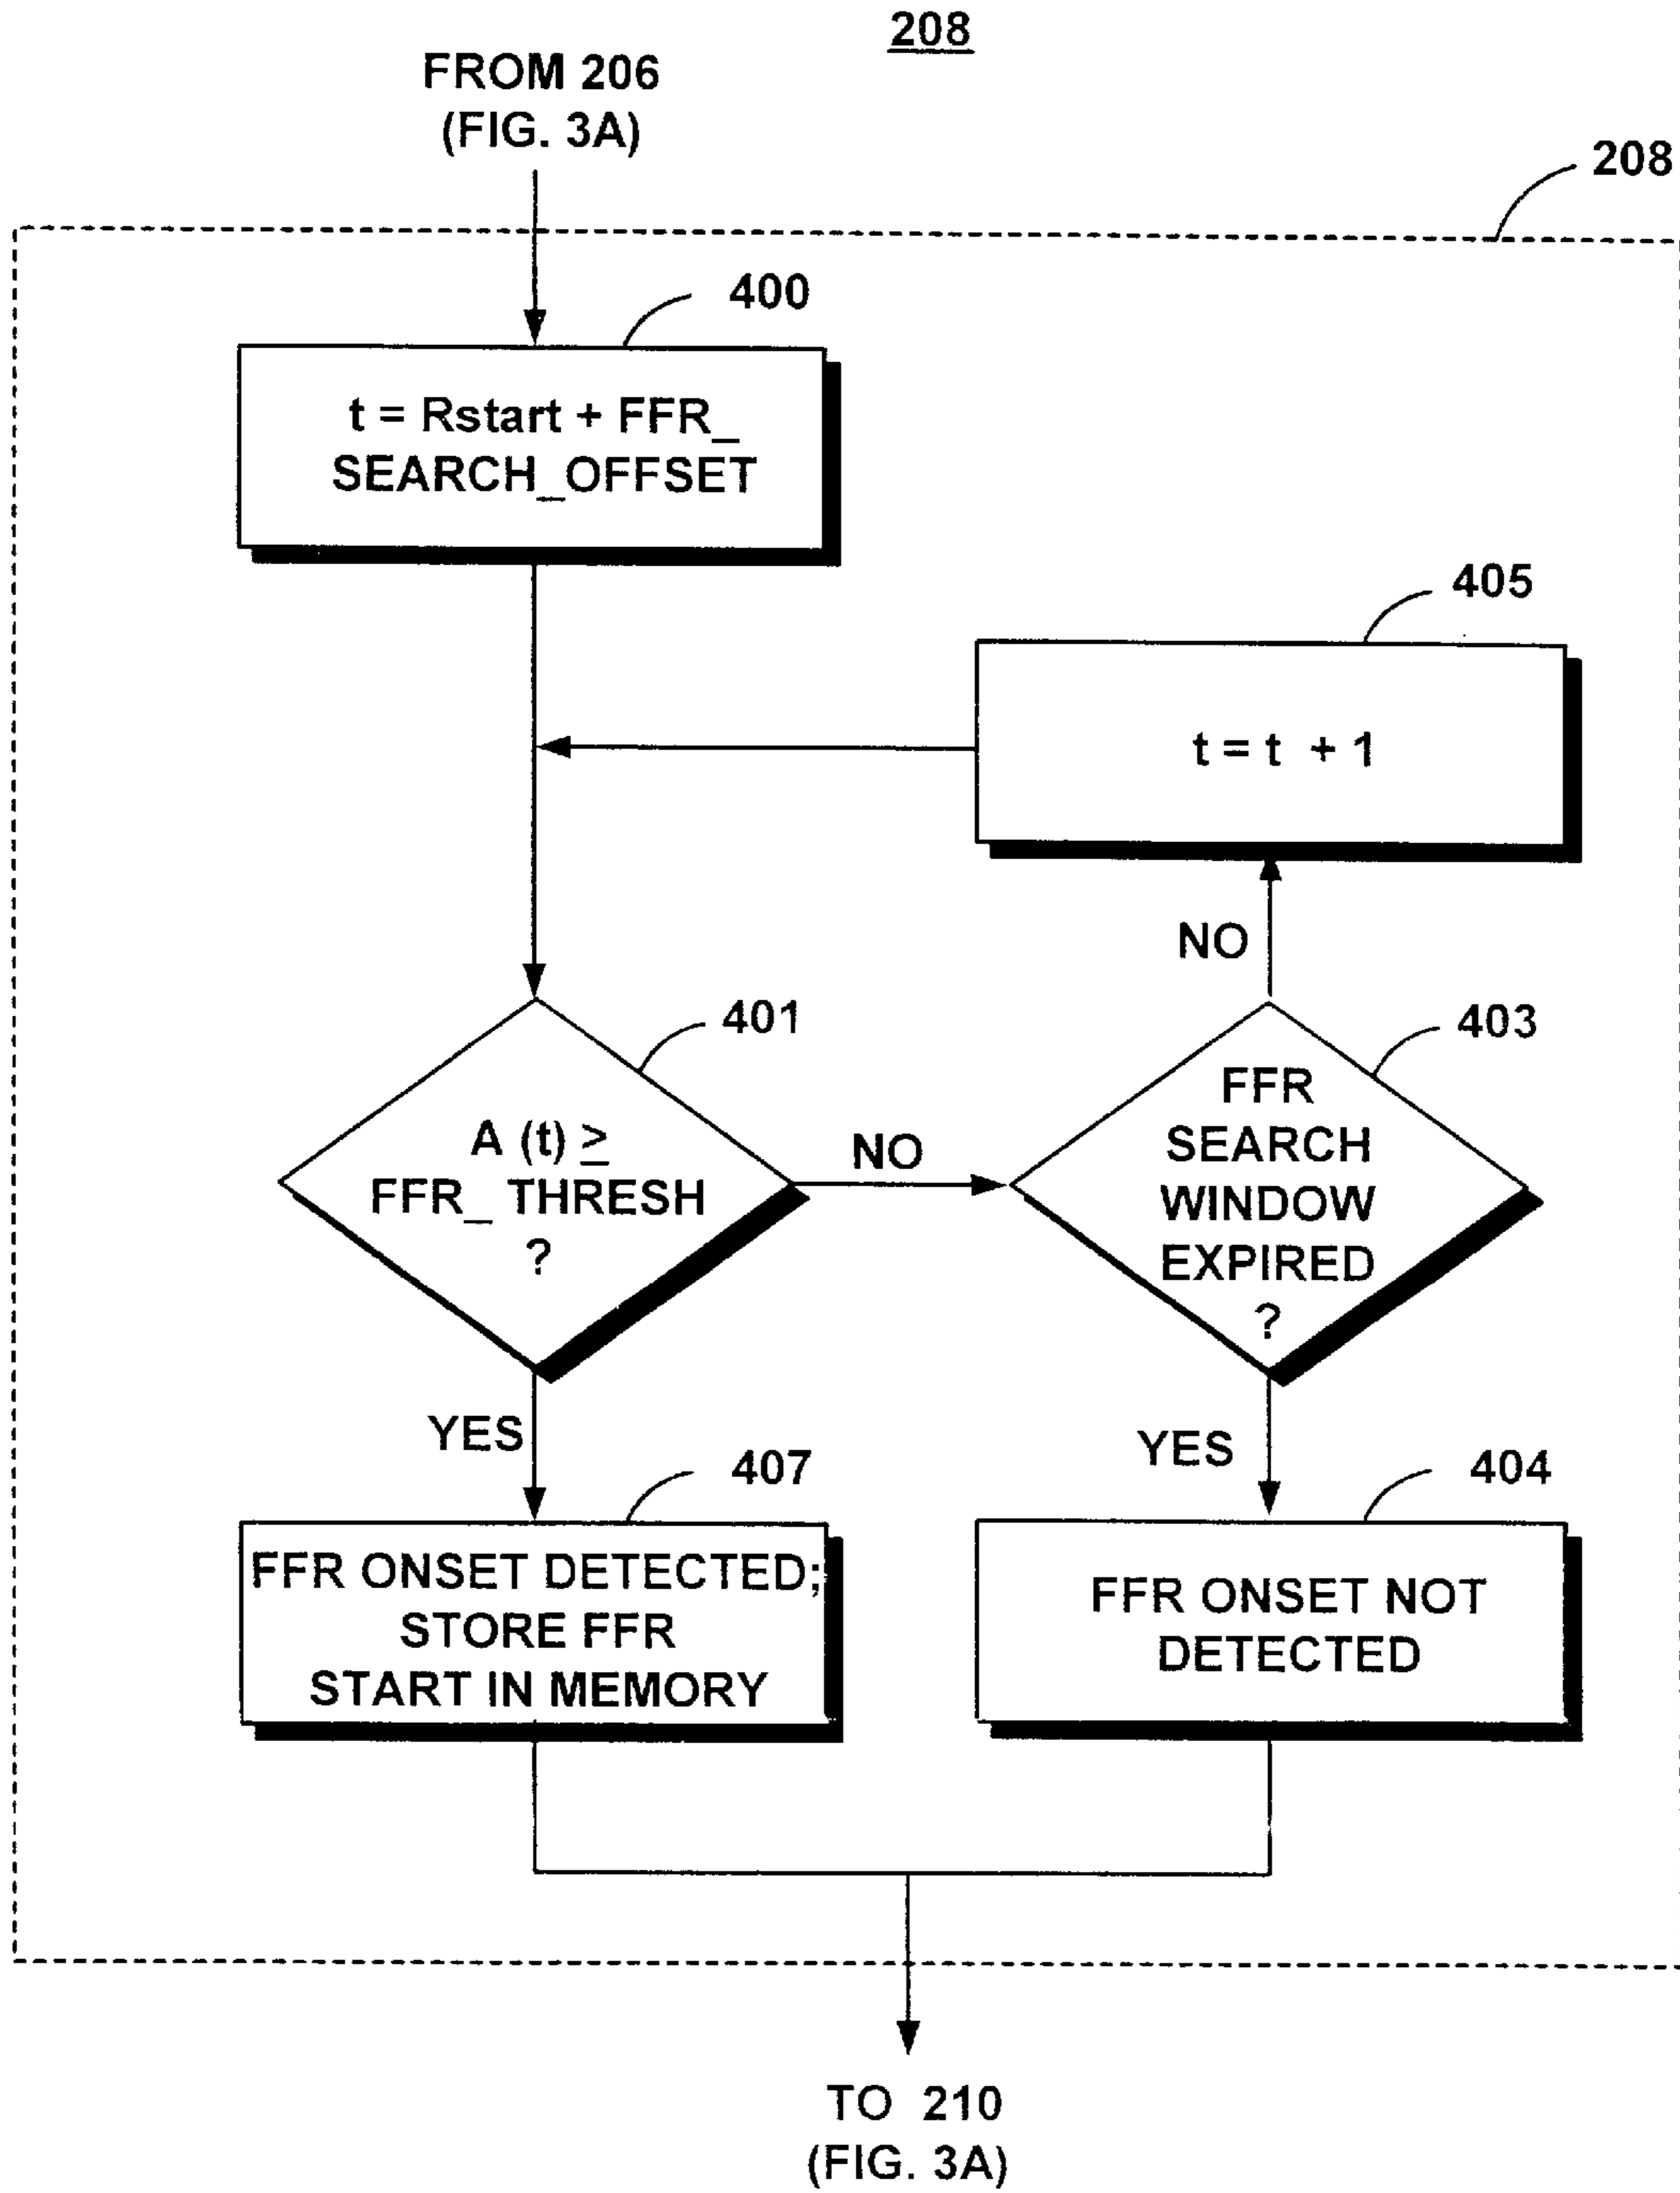 208
FROM 206
(FIG. 3A)
208
400
t = Rstart + FFR_
SEARCH_OFFSET
405
t = t + 1
NO
401
403
A (t) ≥
FFR_ THRESH
?
NO
FFR
SEARCH
WINDOW
EXPIRED
?
YES
YES
407
404
FFR ONSET DETECTED;
STORE FFR
START IN MEMORY
FFR ONSET NOT
DETECTED
TO 210
(FIG. 3A)